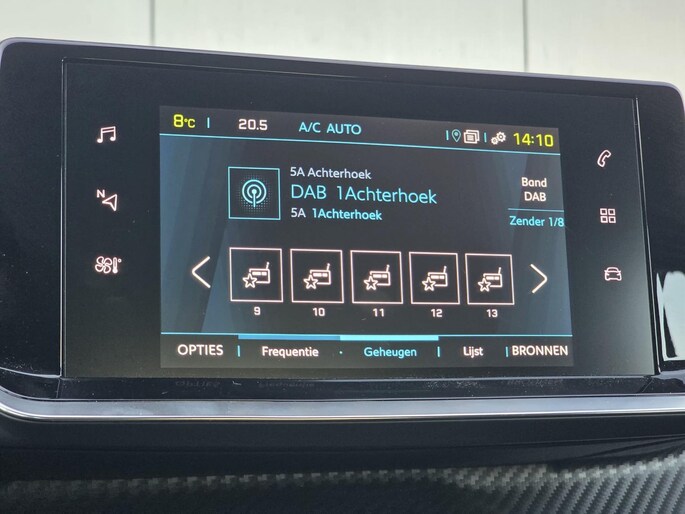 8°C 20.5 A/C AUTO 14:10
N
5A Achterhoek
DAB 1Achterhoek
5A 1Achterhoek
Band
DAB
Zender 1/8
9 10 11 12 13
OPTIES Frequentie Geheugen Lijst BRONNEN